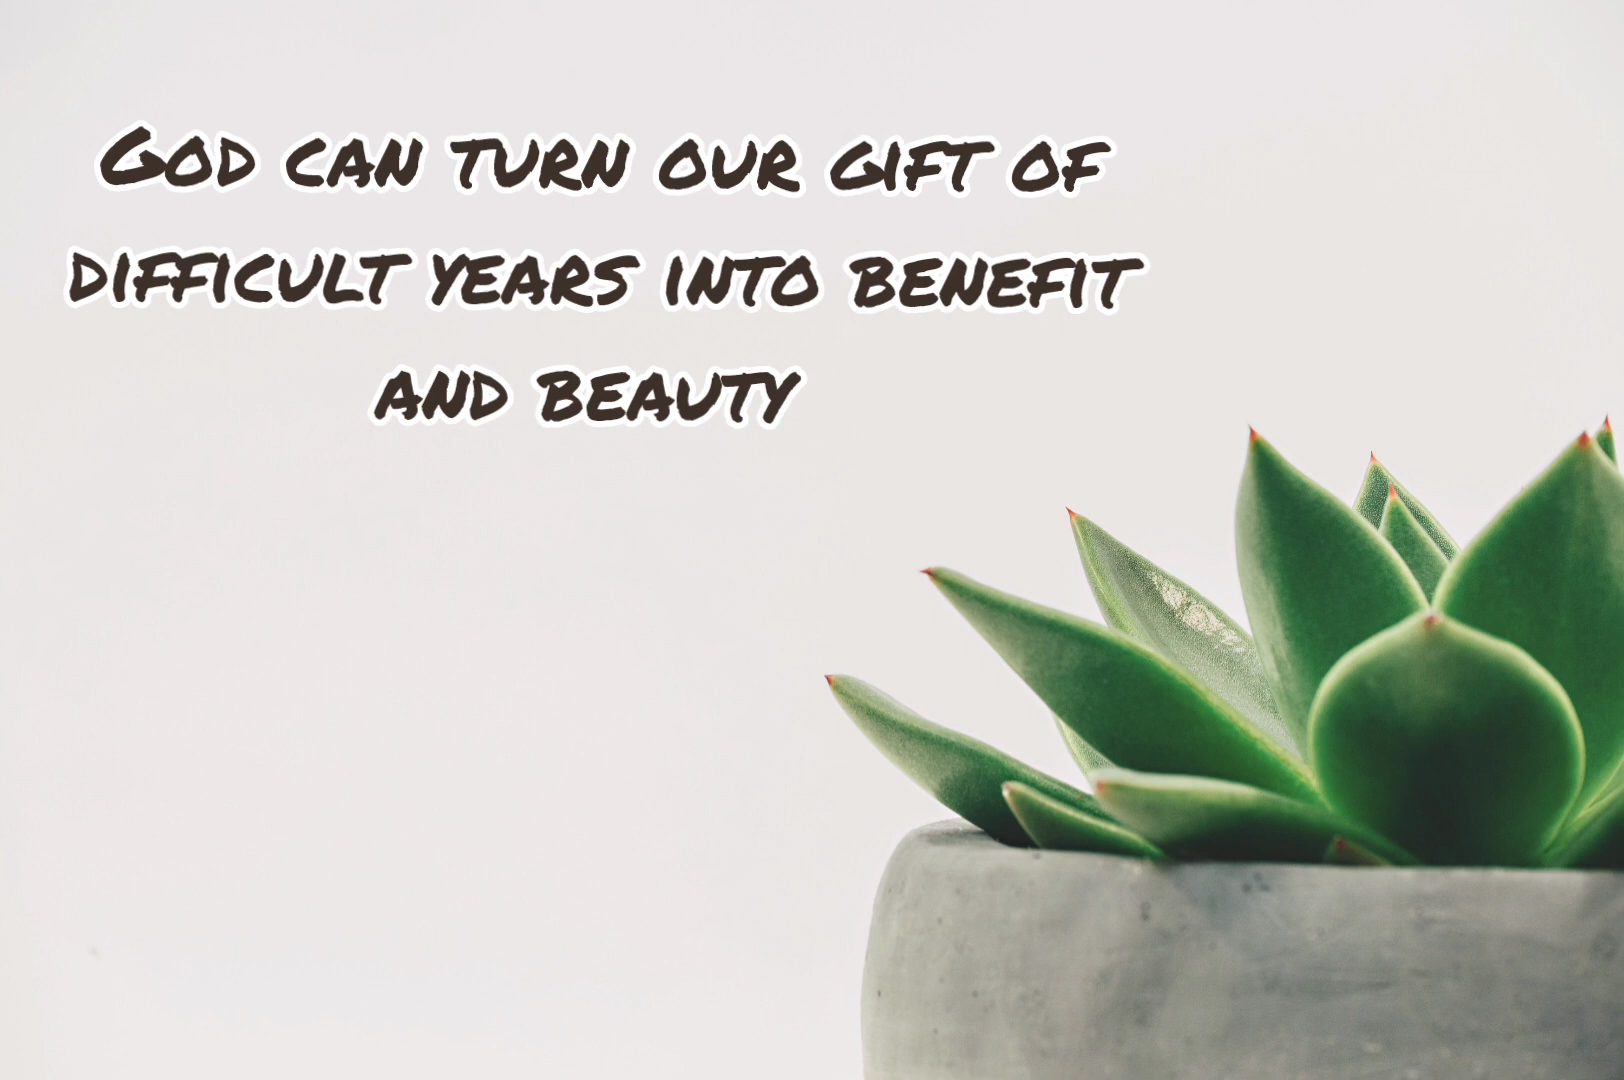 God can turn our gift of
difficult years into benefit
and beauty